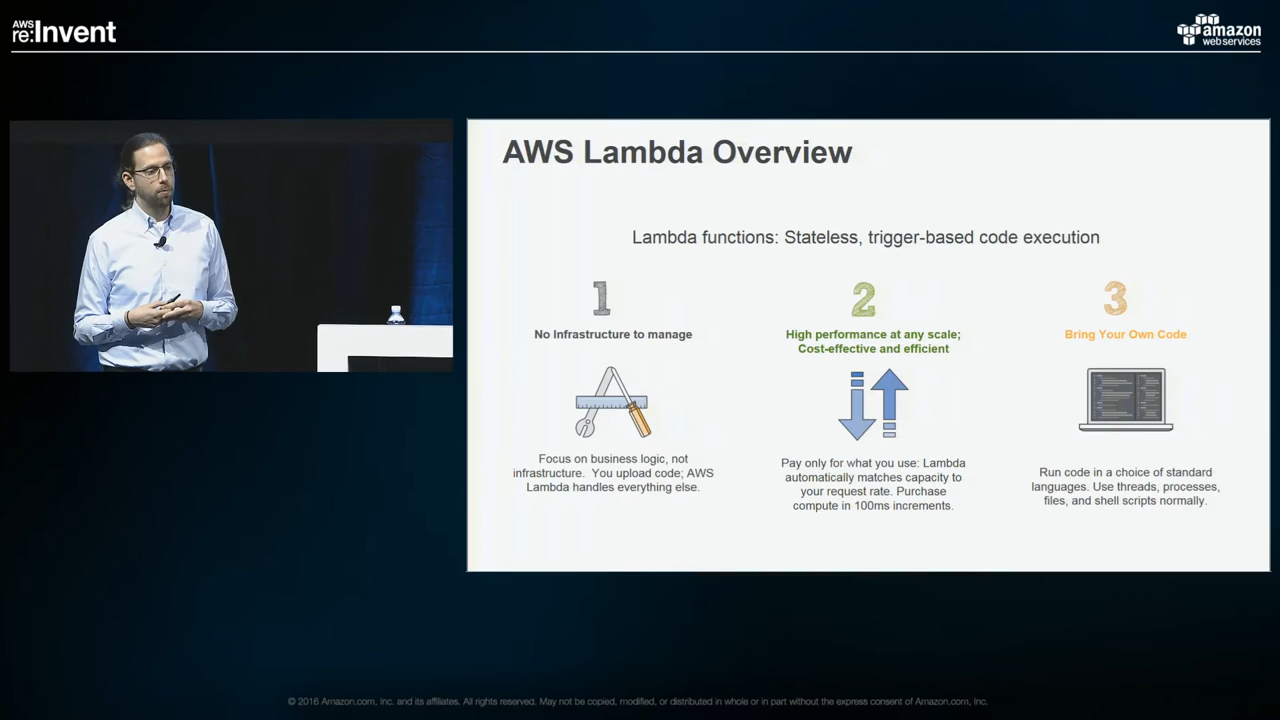 AWS
re:Invent
amazon
web services
AWS Lambda Overview
Lambda functions: Stateless, trigger-based code execution
1
No Infrastructure to manage
Focus on business logic, not
infrastructure. You upload code; AWS
Lambda handles everything else.
2
High performance at any scale;
Cost-effective and efficient
Pay only for what you use: Lambda
automatically matches capacity to
your request rate. Purchase
compute in 100ms increments.
3
Bring Your Own Code
Run code in a choice of standard
languages. Use threads, processes,
files, and shell scripts normally.
© 2016 Amazon.com, Inc. and its affiliates. All rights reserved. May not be copied, modified, or distributed in whole or in part without the express consent of Amazon.com, Inc.